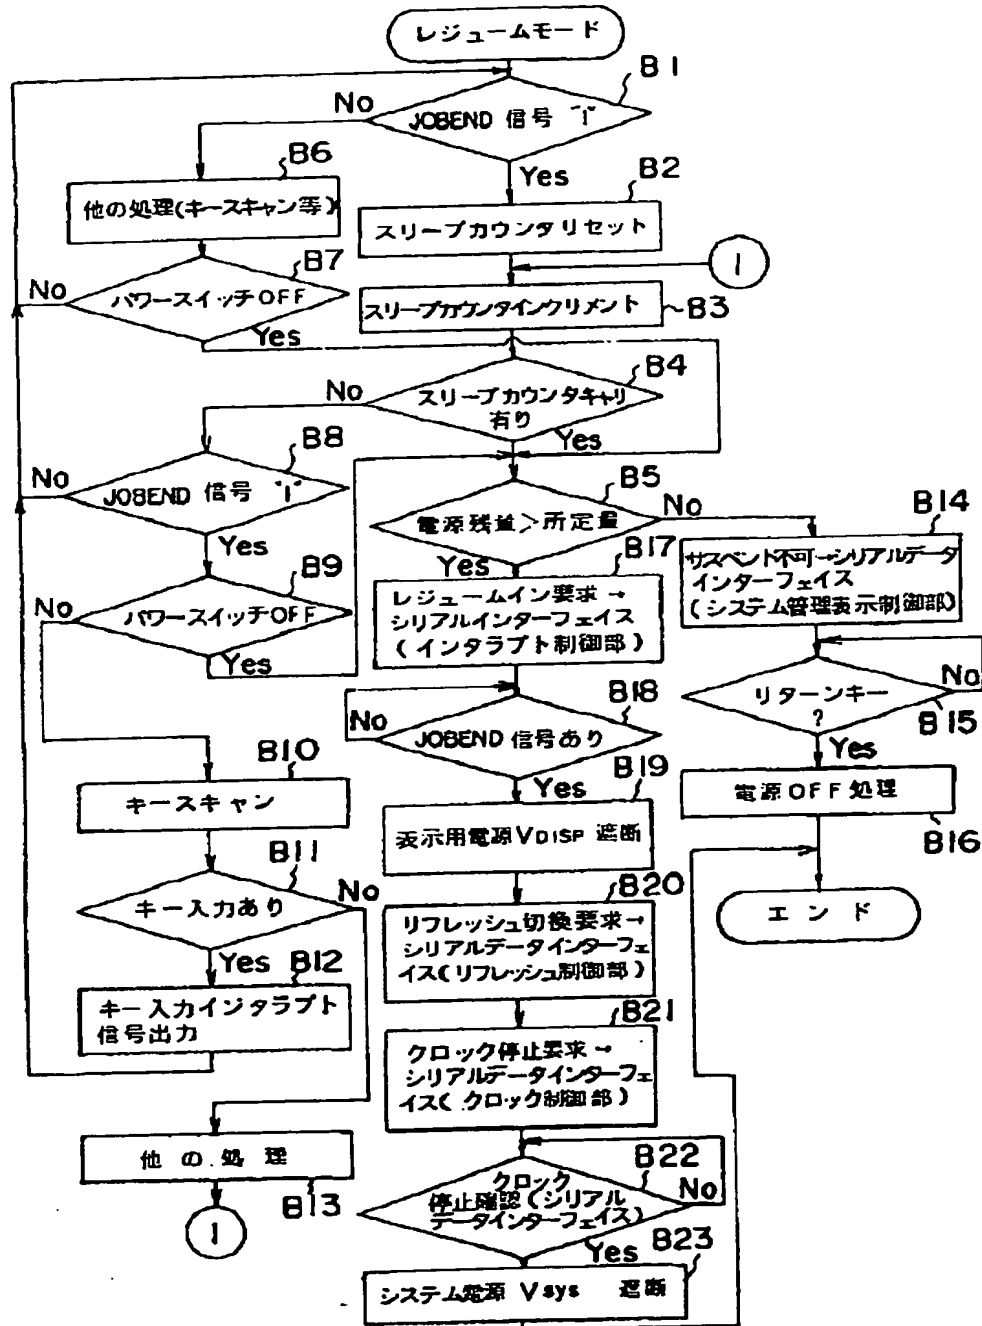 レジュームモード
B1
JOBEND 信号 "1"
No
Yes
B6
他の処理(キースキャン等)
B2
スリープカウンタリセット
B7
パワースイッチOFF
No
Yes
1
スリープカウンタインクリメント
B3
B4
スリープカウンタキャリ
有り
No
Yes
B8
JOBEND 信号 "1"
No
Yes
B5
電源残量>所定量
No
Yes
B9
パワースイッチOFF
No
Yes
B17
レジュームイン要求→
シリアルインターフェイス
(インタラプト制御部)
B14
サスペンド不可→シリアルデータ
インターフェイス
(システム管理表示制御部)
B18
JOBEND 信号あり
No
Yes
リターンキー
?
No
B15
Yes
B10
キースキャン
B19
表示用電源 VDISP 遮断
電源OFF処理
B16
B11
キー入力あり
No
Yes
B20
リフレッシュ切換要求→
シリアルデータインターフェ
イス(リフレッシュ制御部)
エンド
B12
キー入力インタラプト
信号出力
B21
クロック停止要求→
シリアルデータインターフェ
イス(クロック制御部)
他の処理
B13
1
B22
クロック
停止確認(シリアル
データインターフェイス)
No
Yes
B23
システム電源 Vsys 遮断